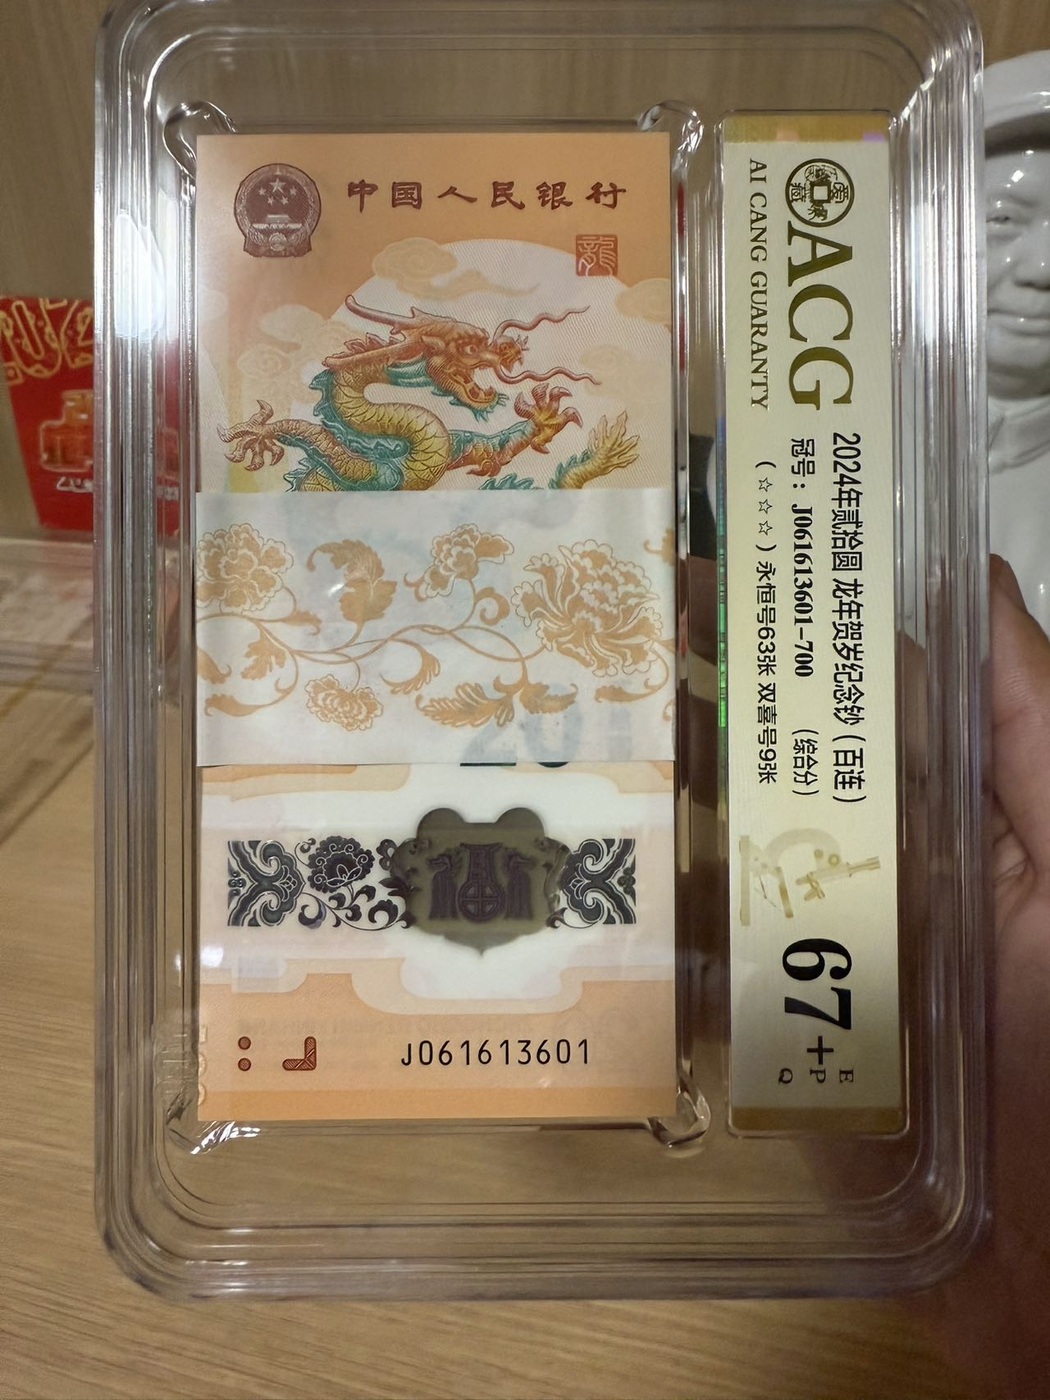 中国人民银行
龍
J061613601
ACG
AI CANG GUARANTY
2024年贰拾圆 龙年贺岁纪念钞（百连）
冠号：J061613601-700 （综合分）
（☆☆☆）永恒号63张 双喜号9张
67+
E
P
Q